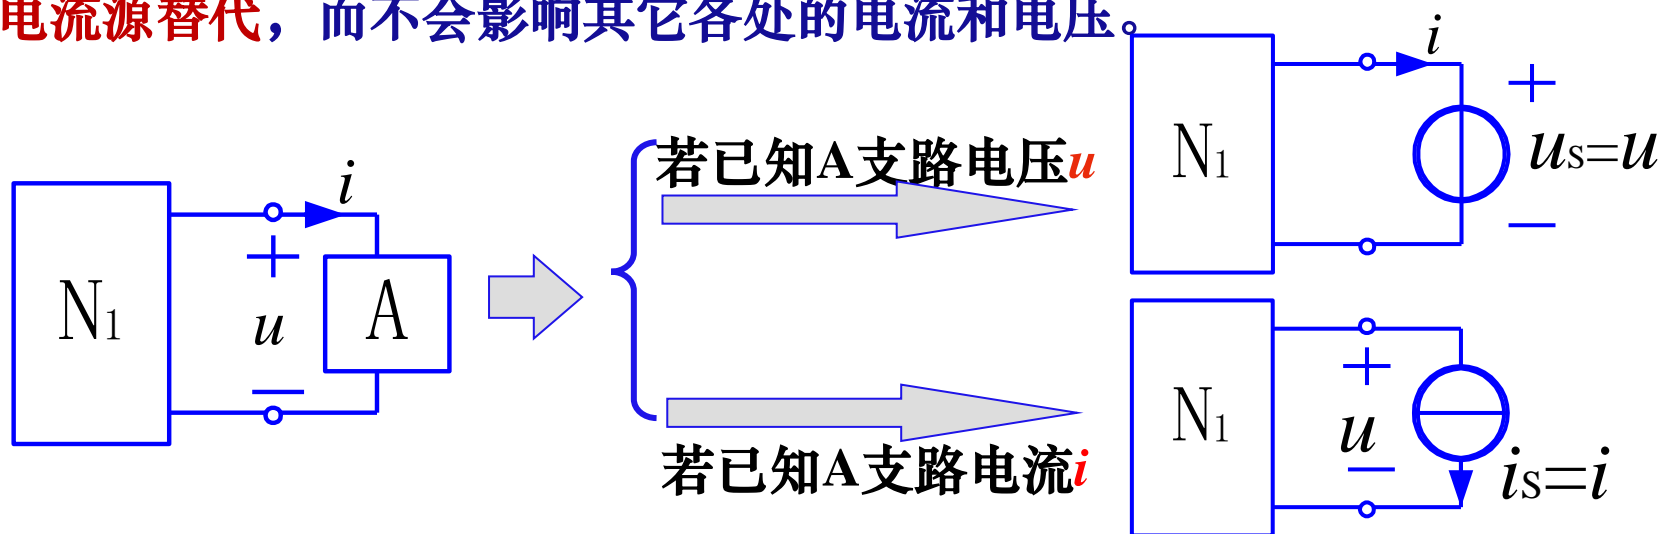 电流源替代，而不会影响其它各处的电流和电压。
N1
i
+
u
−
A
若已知A支路电压u
N1
i
+
us=u
−
若已知A支路电流i
N1
+
u
−
is=i